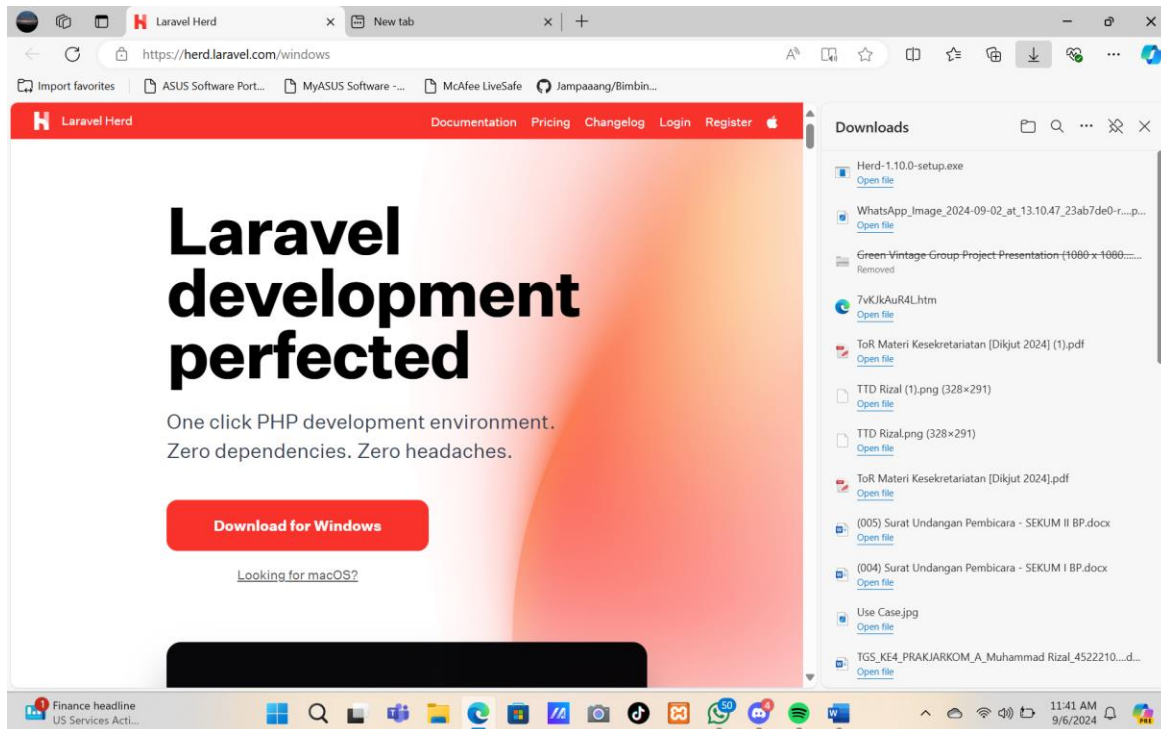 Laravel Herd
New tab
https://herd.laravel.com/windows
Import favorites
ASUS Software Port...
MyASUS Software -...
McAfee LiveSafe
Jampaaang/Bimbin...
Laravel Herd
Documentation Pricing Changelog Login Register
Laravel
development
perfected
One click PHP development environment.
Zero dependencies. Zero headaches.
Download for Windows
Looking for macOS?
Downloads
Herd-1.10.0-setup.exe
Open file
WhatsApp_Image_2024-09-02_at_13.10.47_23ab7de0-r....p...
Open file
Green Vintage Group Project Presentation (1080 x 1080......
Removed
7vKJkAuR4L.htm
Open file
ToR Materi Kesekretariatan [Dikjut 2024] (1).pdf
Open file
TTD Rizal (1).png (328×291)
Open file
TTD Rizal.png (328×291)
Open file
ToR Materi Kesekretariatan [Dikjut 2024].pdf
Open file
(005) Surat Undangan Pembicara - SEKUM II BP.docx
Open file
(004) Surat Undangan Pembicara - SEKUM I BP.docx
Open file
Use Case.jpg
Open file
TGS_KE4_PRAKJARKOM_A_Muhammad Rizal_4522210....d...
Open file
1
Finance headline
US Services Acti...
50
4
11:41 AM
9/6/2024
PRE